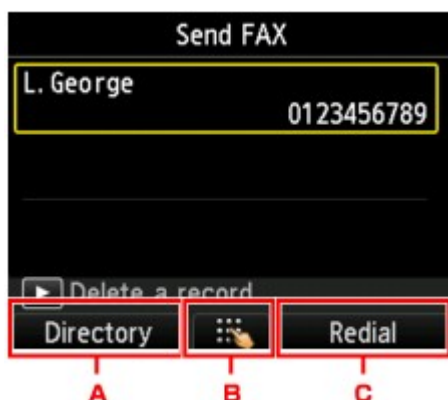 Send FAX
L. George
0123456789
Delete a record
Directory
Redial
A
B
C